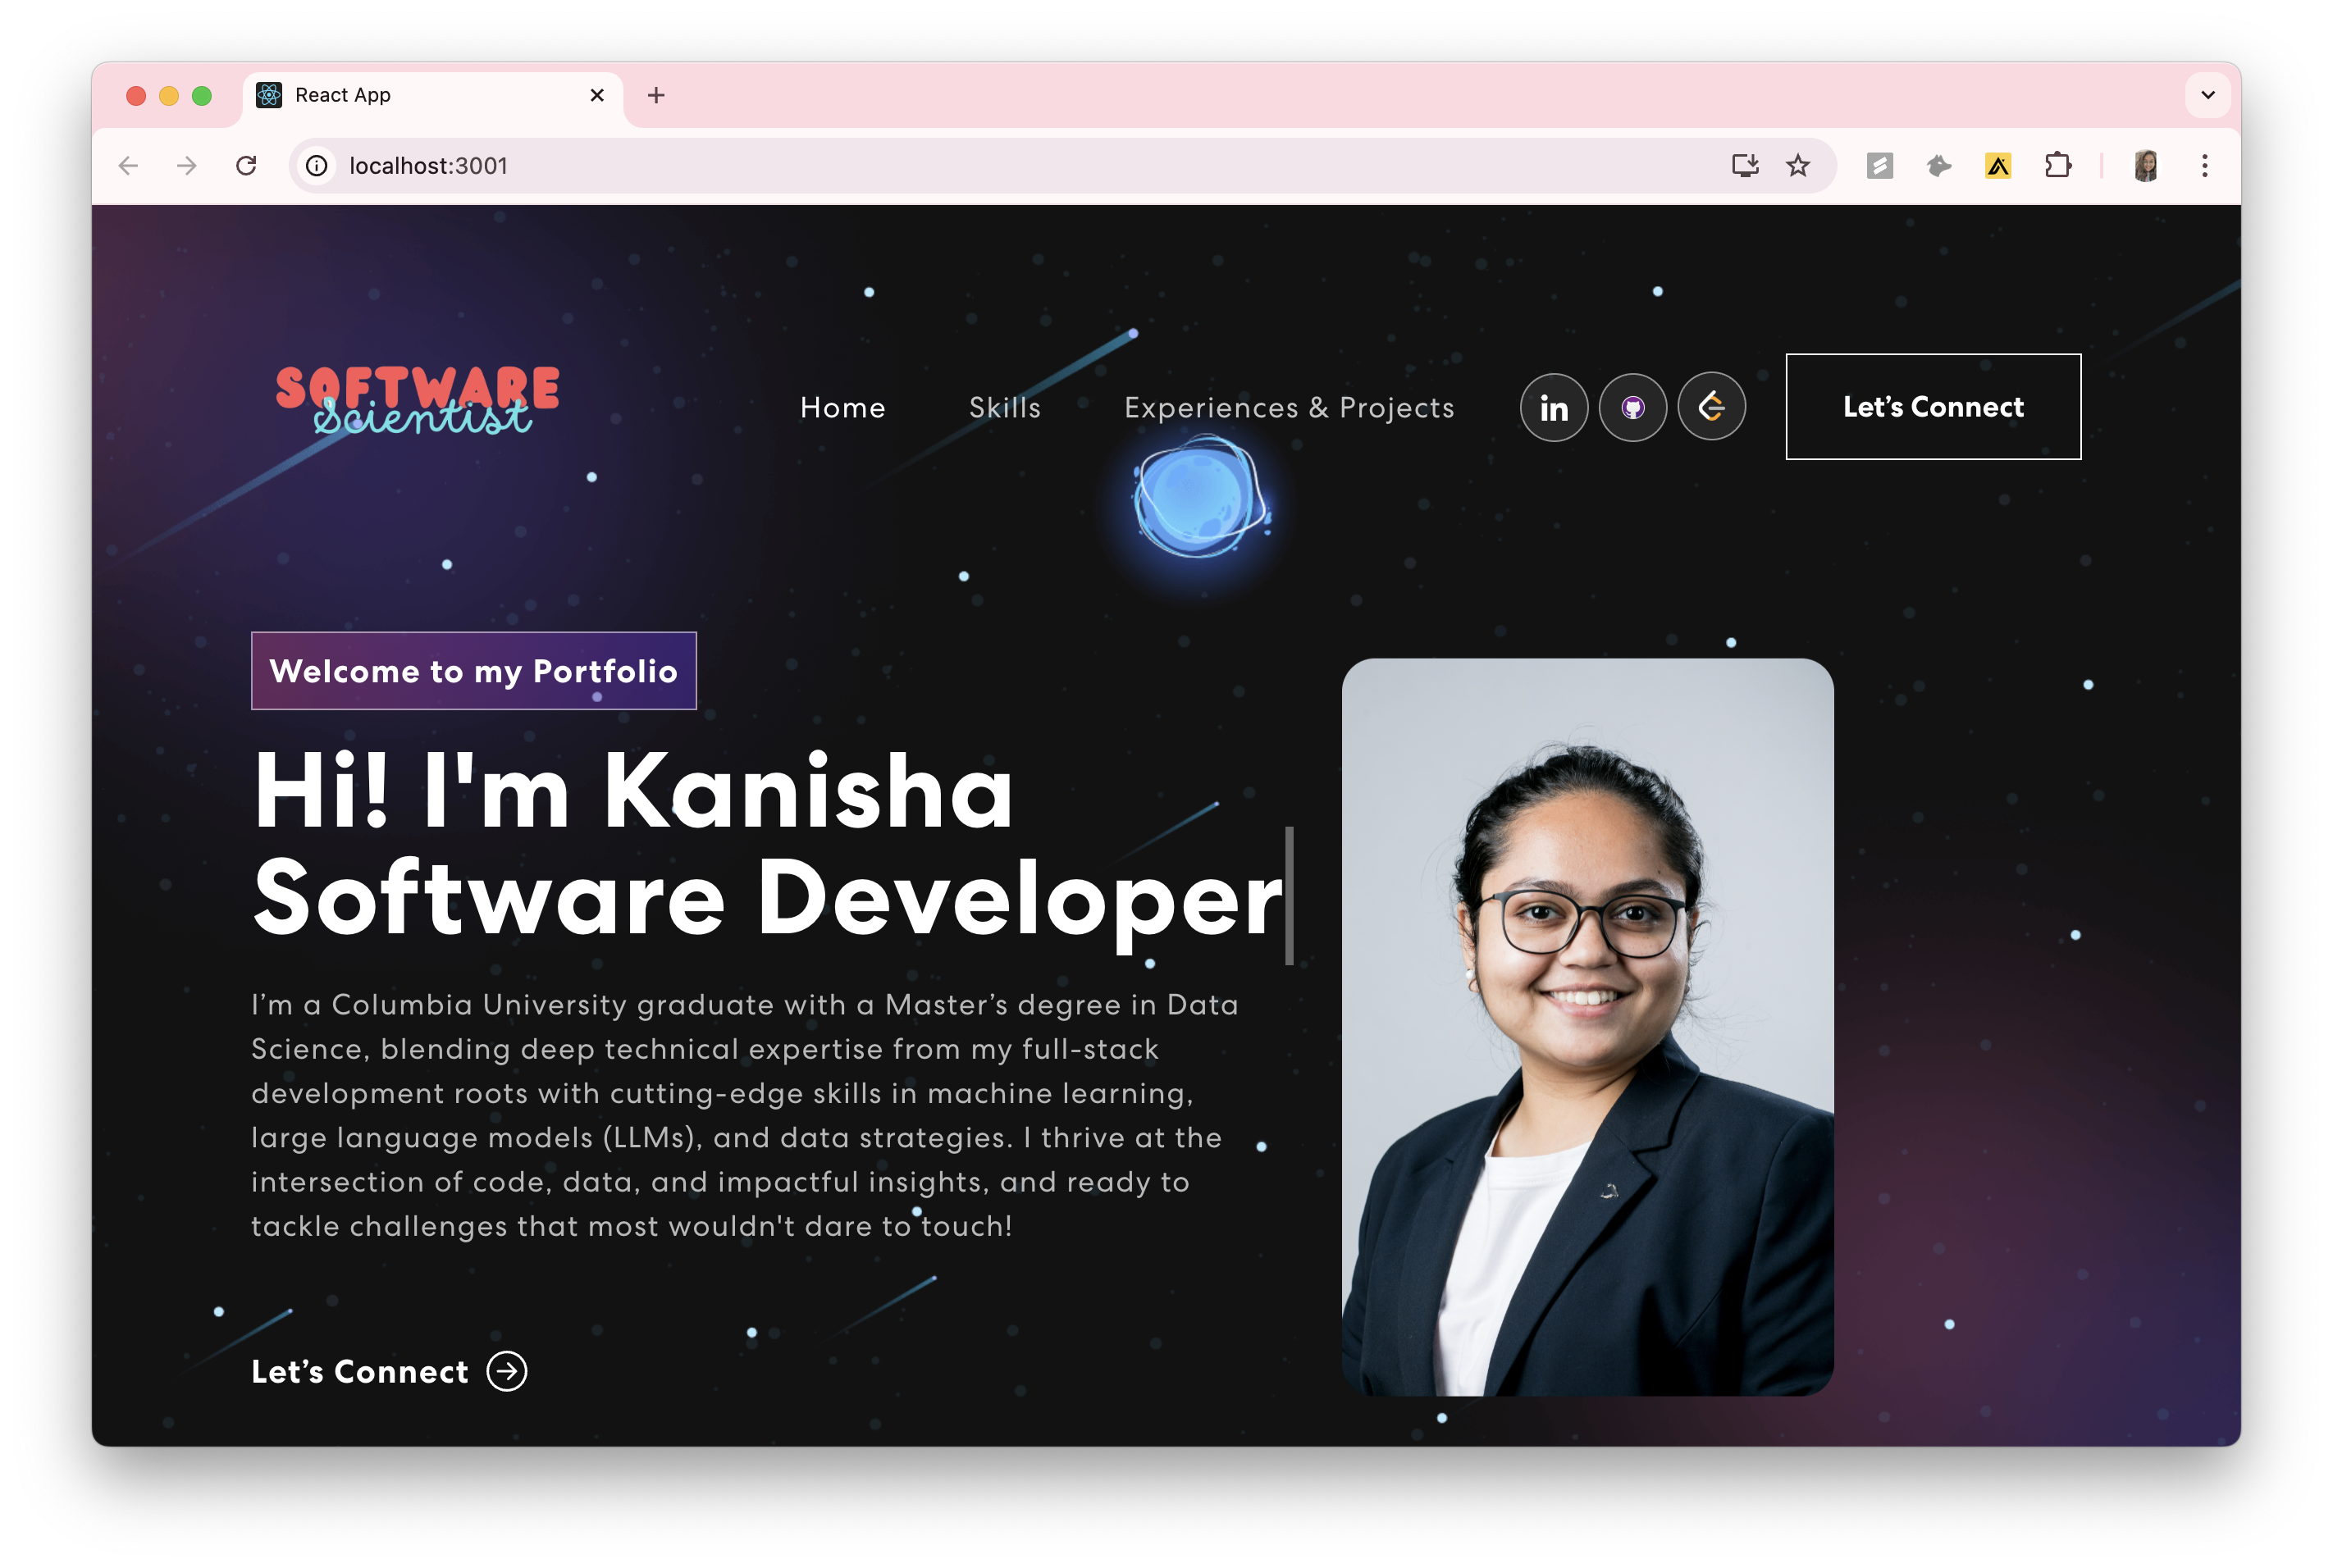 React App
localhost:3001
SOFTWARE
Scientist
Home Skills Experiences & Projects in Let’s Connect
Welcome to my Portfolio
Hi! I'm Kanisha
Software Developer
I’m a Columbia University graduate with a Master’s degree in Data
Science, blending deep technical expertise from my full-stack
development roots with cutting-edge skills in machine learning,
large language models (LLMs), and data strategies. I thrive at the
intersection of code, data, and impactful insights, and ready to
tackle challenges that most wouldn't dare to touch!
Let’s Connect